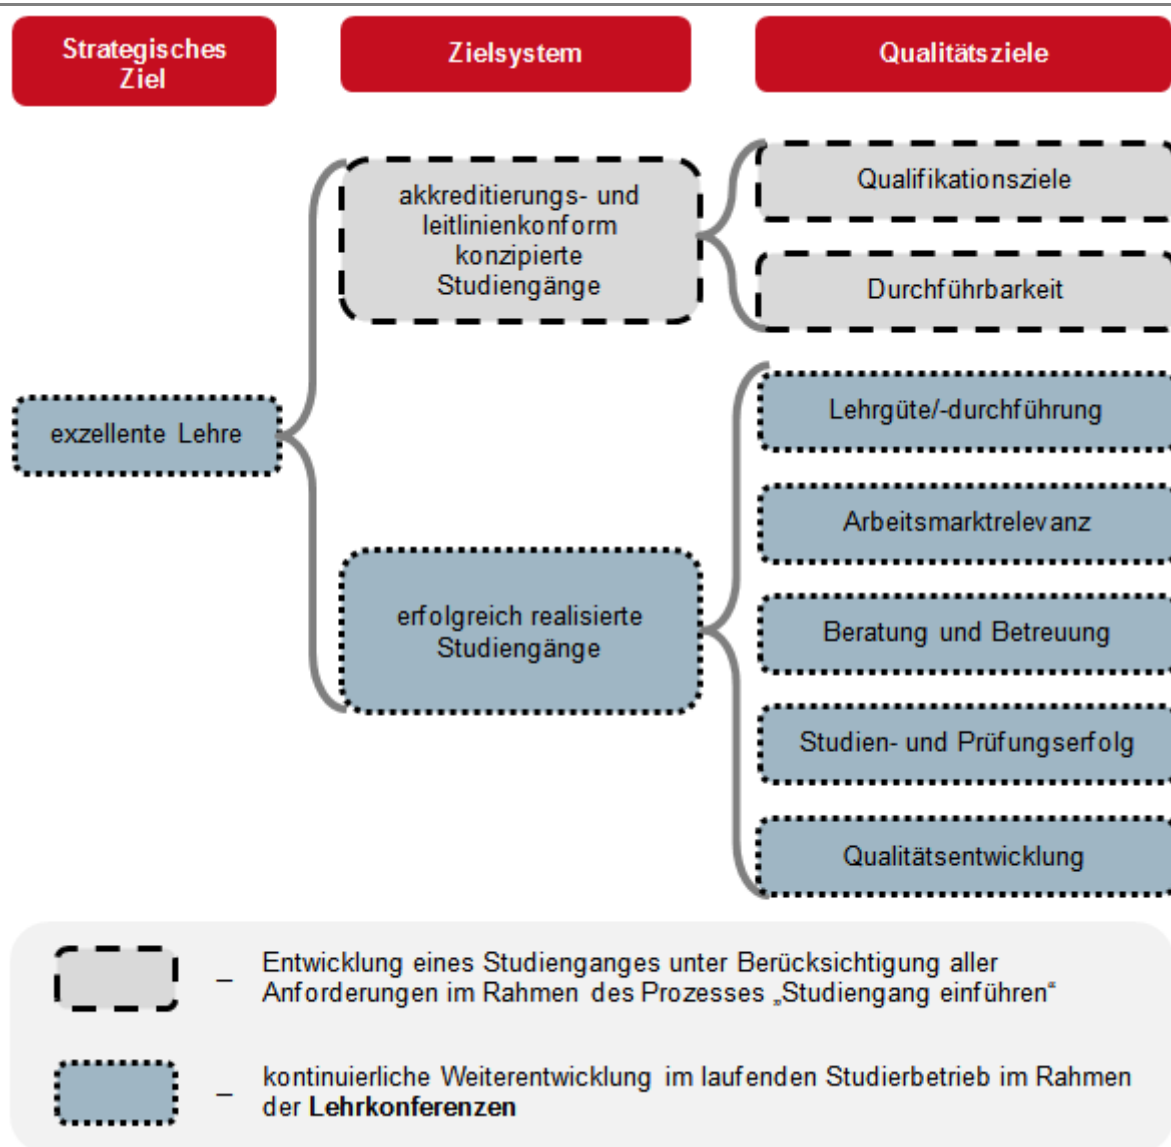 Strategisches
Ziel
Zielsystem
Qualitätsziele
akkreditierungs- und
leitlinienkonform
konzipierte
Studiengänge
Qualifikationsziele
Durchführbarkeit
exzellente Lehre
Lehrgüte/-durchführung
Arbeitsmarktrelevanz
erfolgreich realisierte
Studiengänge
Beratung und Betreuung
Studien- und Prüfungserfolg
Qualitätsentwicklung
– Entwicklung eines Studienganges unter Berücksichtigung aller
Anforderungen im Rahmen des Prozesses „Studiengang einführen“
– kontinuierliche Weiterentwicklung im laufenden Studierbetrieb im Rahmen
der Lehrkonferenzen